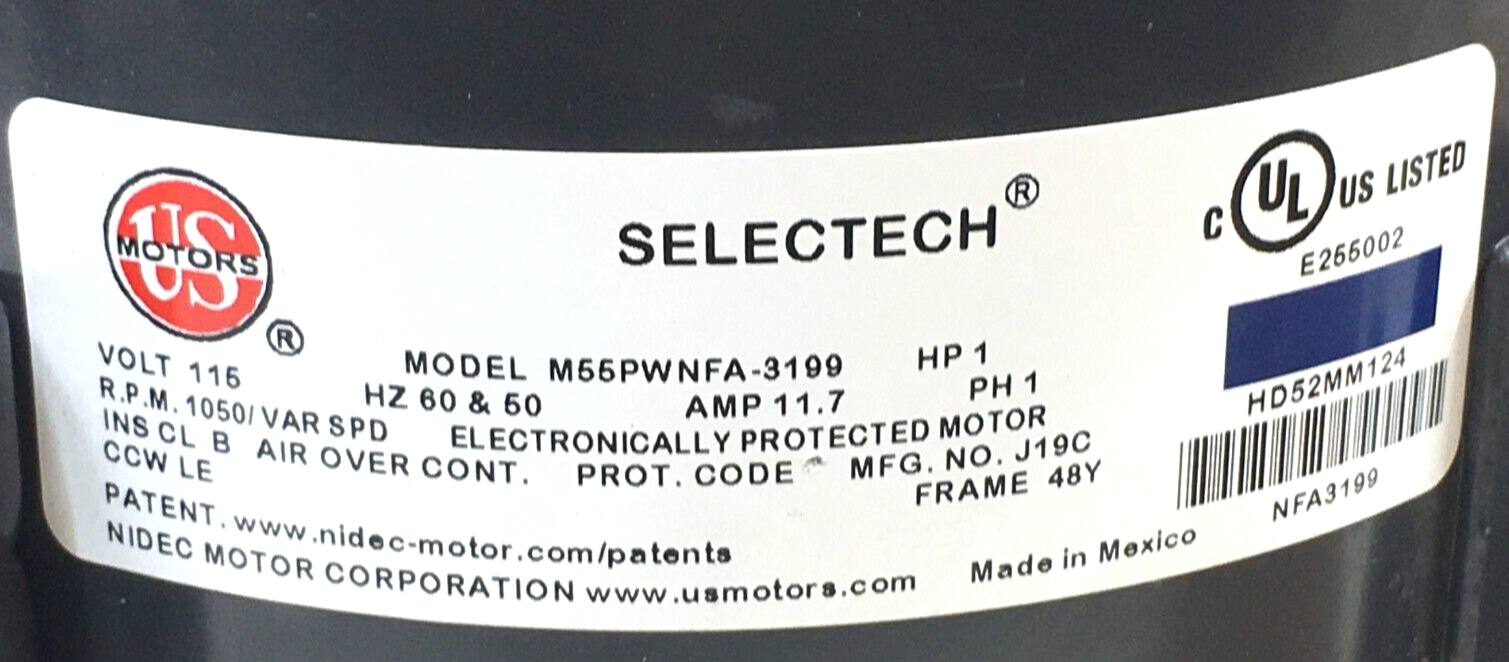 US
MOTORS
®
SELECTECH®
C UL US LISTED
E255002
HD52MM124
NFA3199
VOLT 115 MODEL M55PWNFA-3199 HP 1
R.P.M. 1050/ VAR SPD HZ 60 & 50 AMP 11.7 PH 1
INS CL B AIR OVER CONT. ELECTRONICALLY PROTECTED MOTOR
CCW LE PROT. CODE MFG. NO. J19C
FRAME 48Y
PATENT. www.nidec-motor.com/patents
NIDEC MOTOR CORPORATION www.usmotors.com Made in Mexico